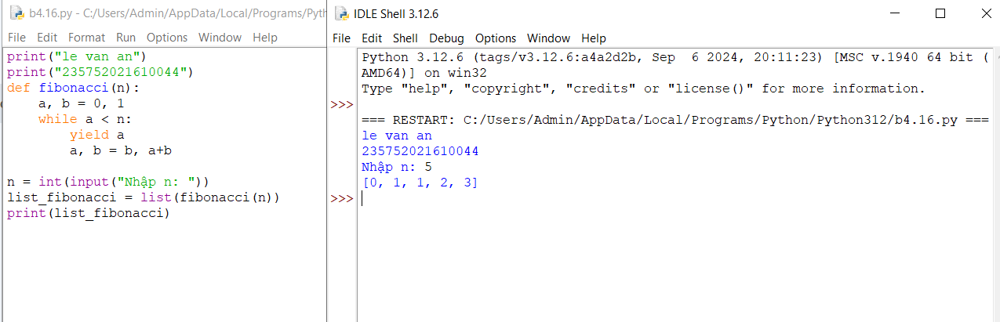 b4.16.py - C:/Users/Admin/AppData/Local/Programs/Pyth
File Edit Format Run Options Window Help
print("le van an")
print("235752021610044")
def fibonacci(n):
    a, b = 0, 1
    while a < n:
        yield a
        a, b = b, a+b
n = int(input("Nhập n: "))
list_fibonacci = list(fibonacci(n))
print(list_fibonacci)
IDLE Shell 3.12.6
File Edit Shell Debug Options Window Help
Python 3.12.6 (tags/v3.12.6:a4a2d2b, Sep  6 2024, 20:11:23) [MSC v.1940 64 bit (
AMD64)] on win32
Type "help", "copyright", "credits" or "license()" for more information.
>>>
=== RESTART: C:/Users/Admin/AppData/Local/Programs/Python/Python312/b4.16.py ===
le van an
235752021610044
Nhập n: 5
[0, 1, 1, 2, 3]
>>>